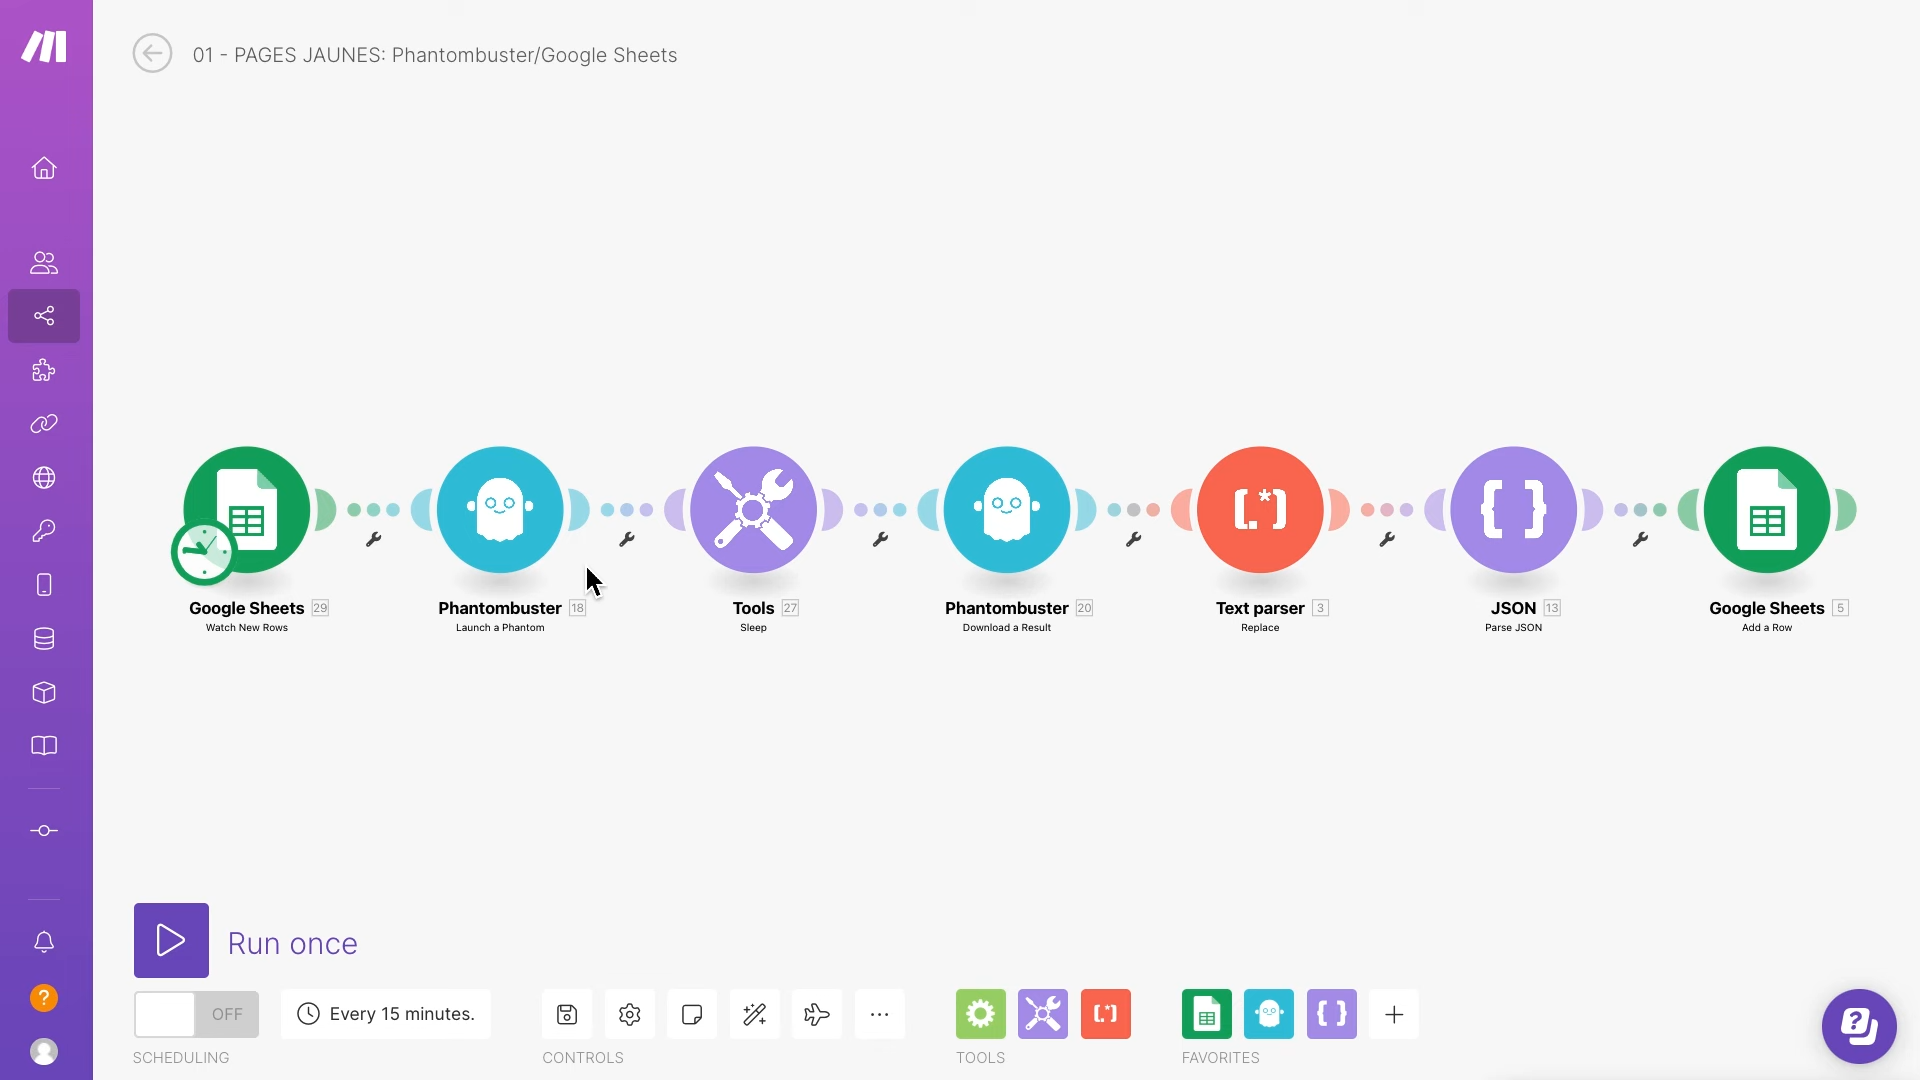 01 - PAGES JAUNES: Phantombuster/Google Sheets
Google Sheets 29
Watch New Rows
Phantombuster 18
Launch a Phantom
Tools 27
Sleep
Phantombuster 20
Download a Result
Text parser 3
Replace
JSON 13
Parse JSON
Google Sheets 5
Add a Row
Run once
OFF
Every 15 minutes.
SCHEDULING
CONTROLS
TOOLS
FAVORITES